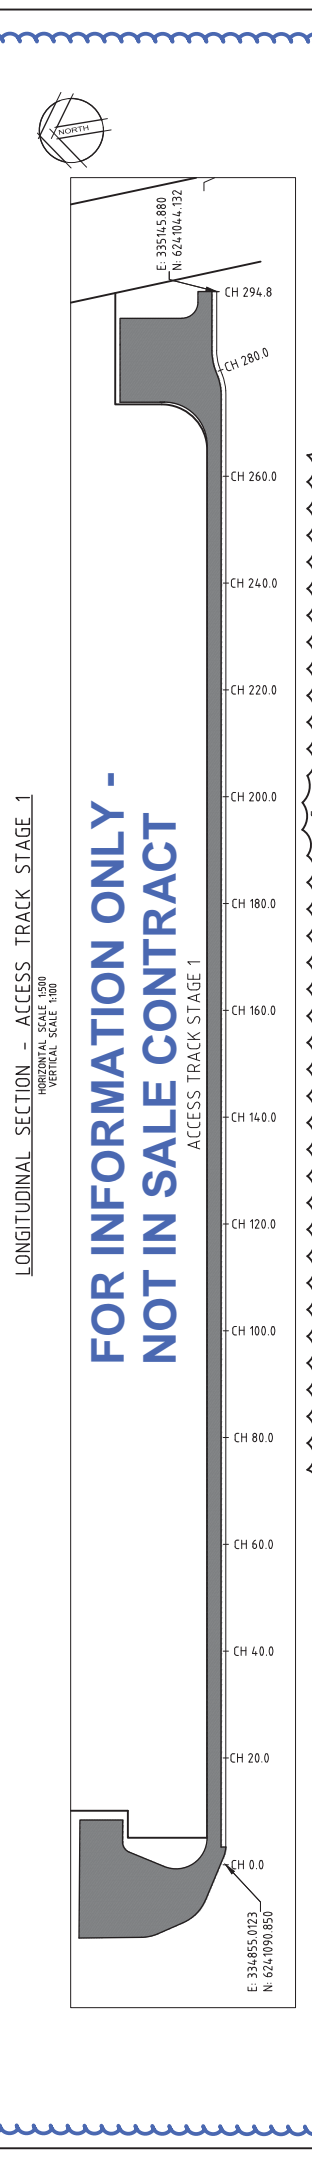 NORTH
E: 335145.880
N: 6241044.132
CH 294.8
CH 280.0
CH 260.0
CH 240.0
CH 220.0
CH 200.0
CH 180.0
CH 160.0
CH 140.0
CH 120.0
CH 100.0
CH 80.0
CH 60.0
CH 40.0
CH 20.0
CH 0.0
E: 334855.0123
N: 6241090.850
LONGITUDINAL SECTION - ACCESS TRACK STAGE 1
HORIZONTAL SCALE 1:500
VERTICAL SCALE 1:100
FOR INFORMATION ONLY -
NOT IN SALE CONTRACT
ACCESS TRACK STAGE 1